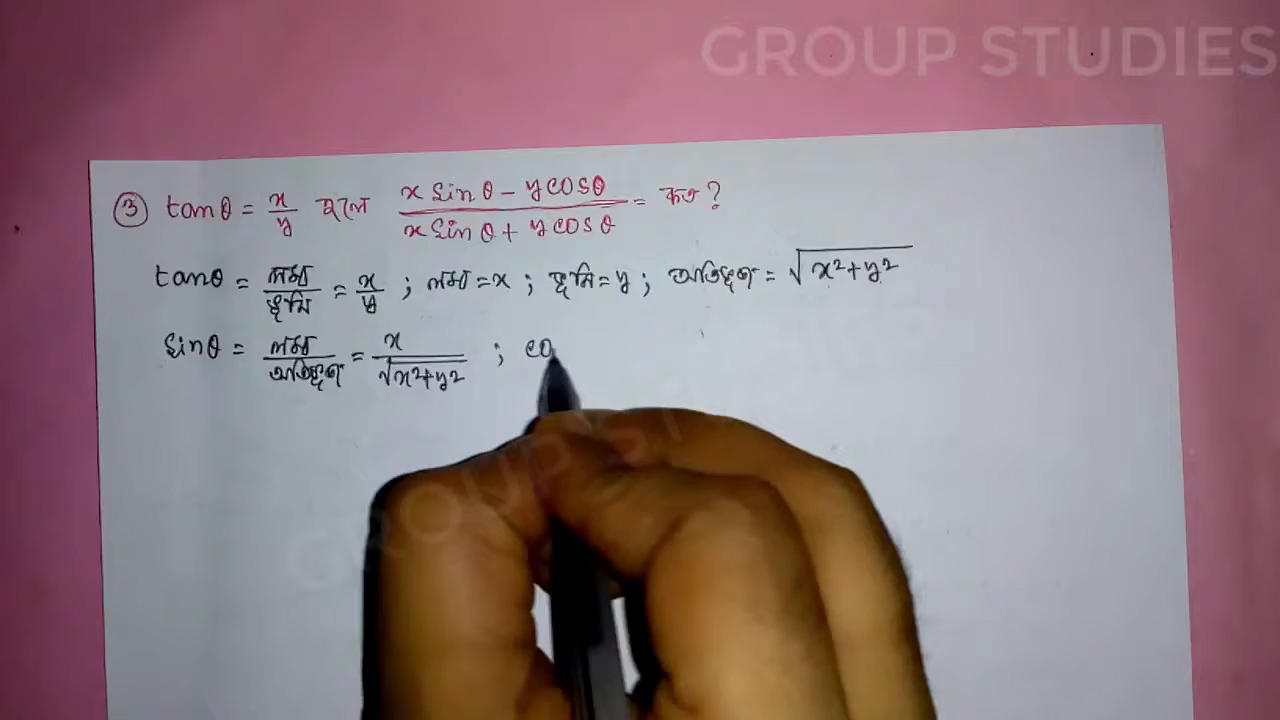 GROUP STUDIES
③ tanθ = x/y হলে (x sinθ - y cosθ)/(x sinθ + y cosθ) = কত ?
tanθ = লম্ব/ভূমি = x/y ; লম্ব = x ; ভূমি = y ; অতিভূজ = √(x²+y²)
sinθ = লম্ব/অতিভূজ = x/√(x²+y²) ; co